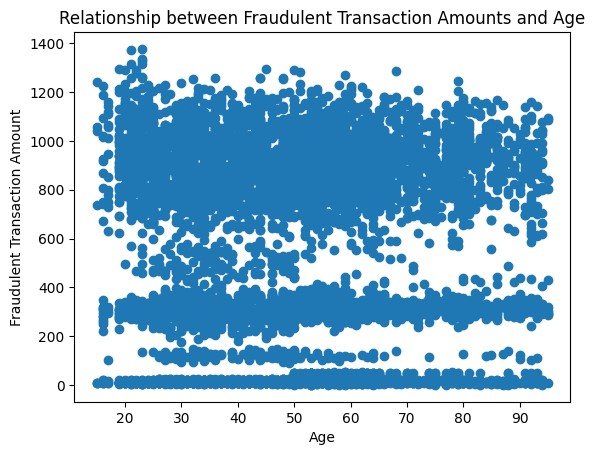 Relationship between Fraudulent Transaction Amounts and Age
1400
1200
1000
800
600
400
200
0
Fraudulent Transaction Amount
20 30 40 50 60 70 80 90
Age